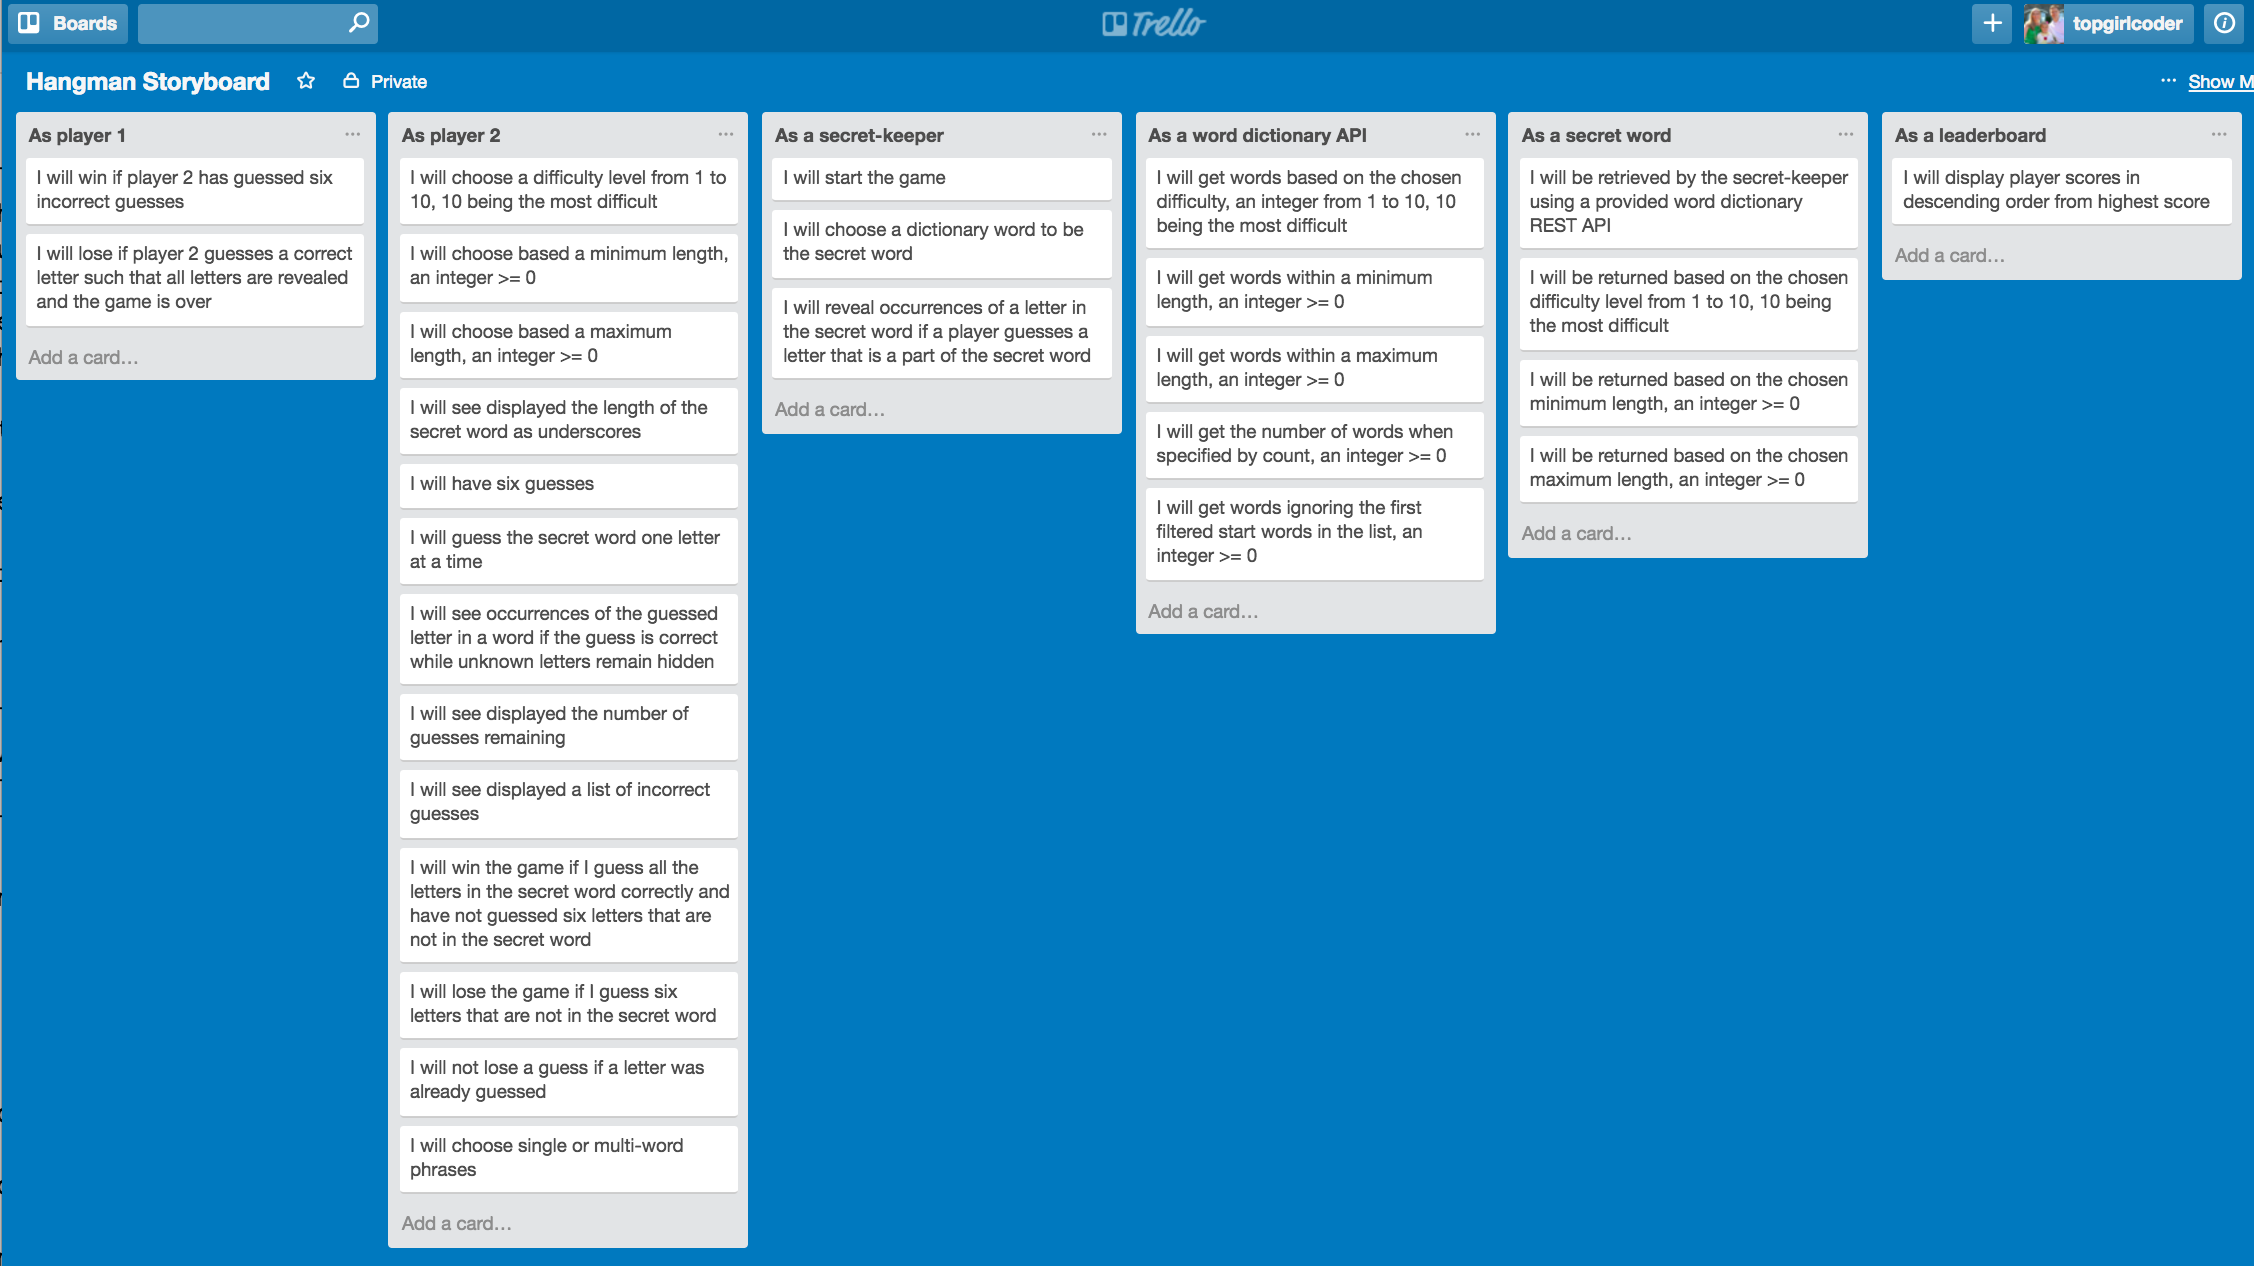 Boards
Trello
topgirlcoder
Hangman Storyboard
Private
... Show M
As player 1
I will win if player 2 has guessed six
incorrect guesses
I will lose if player 2 guesses a correct
letter such that all letters are revealed
and the game is over
Add a card...
As player 2
I will choose a difficulty level from 1 to
10, 10 being the most difficult
I will choose based a minimum length,
an integer >= 0
I will choose based a maximum
length, an integer >= 0
I will see displayed the length of the
secret word as underscores
I will have six guesses
I will guess the secret word one letter
at a time
I will see occurrences of the guessed
letter in a word if the guess is correct
while unknown letters remain hidden
I will see displayed the number of
guesses remaining
I will see displayed a list of incorrect
guesses
I will win the game if I guess all the
letters in the secret word correctly and
have not guessed six letters that are
not in the secret word
I will lose the game if I guess six
letters that are not in the secret word
I will not lose a guess if a letter was
already guessed
I will choose single or multi-word
phrases
Add a card...
As a secret-keeper
I will start the game
I will choose a dictionary word to be
the secret word
I will reveal occurrences of a letter in
the secret word if a player guesses a
letter that is a part of the secret word
Add a card...
As a word dictionary API
I will get words based on the chosen
difficulty, an integer from 1 to 10, 10
being the most difficult
I will get words within a minimum
length, an integer >= 0
I will get words within a maximum
length, an integer >= 0
I will get the number of words when
specified by count, an integer >= 0
I will get words ignoring the first
filtered start words in the list, an
integer >= 0
Add a card...
As a secret word
I will be retrieved by the secret-keeper
using a provided word dictionary
REST API
I will be returned based on the chosen
difficulty level from 1 to 10, 10 being
the most difficult
I will be returned based on the chosen
minimum length, an integer >= 0
I will be returned based on the chosen
maximum length, an integer >= 0
Add a card...
As a leaderboard
I will display player scores in
descending order from highest score
Add a card...